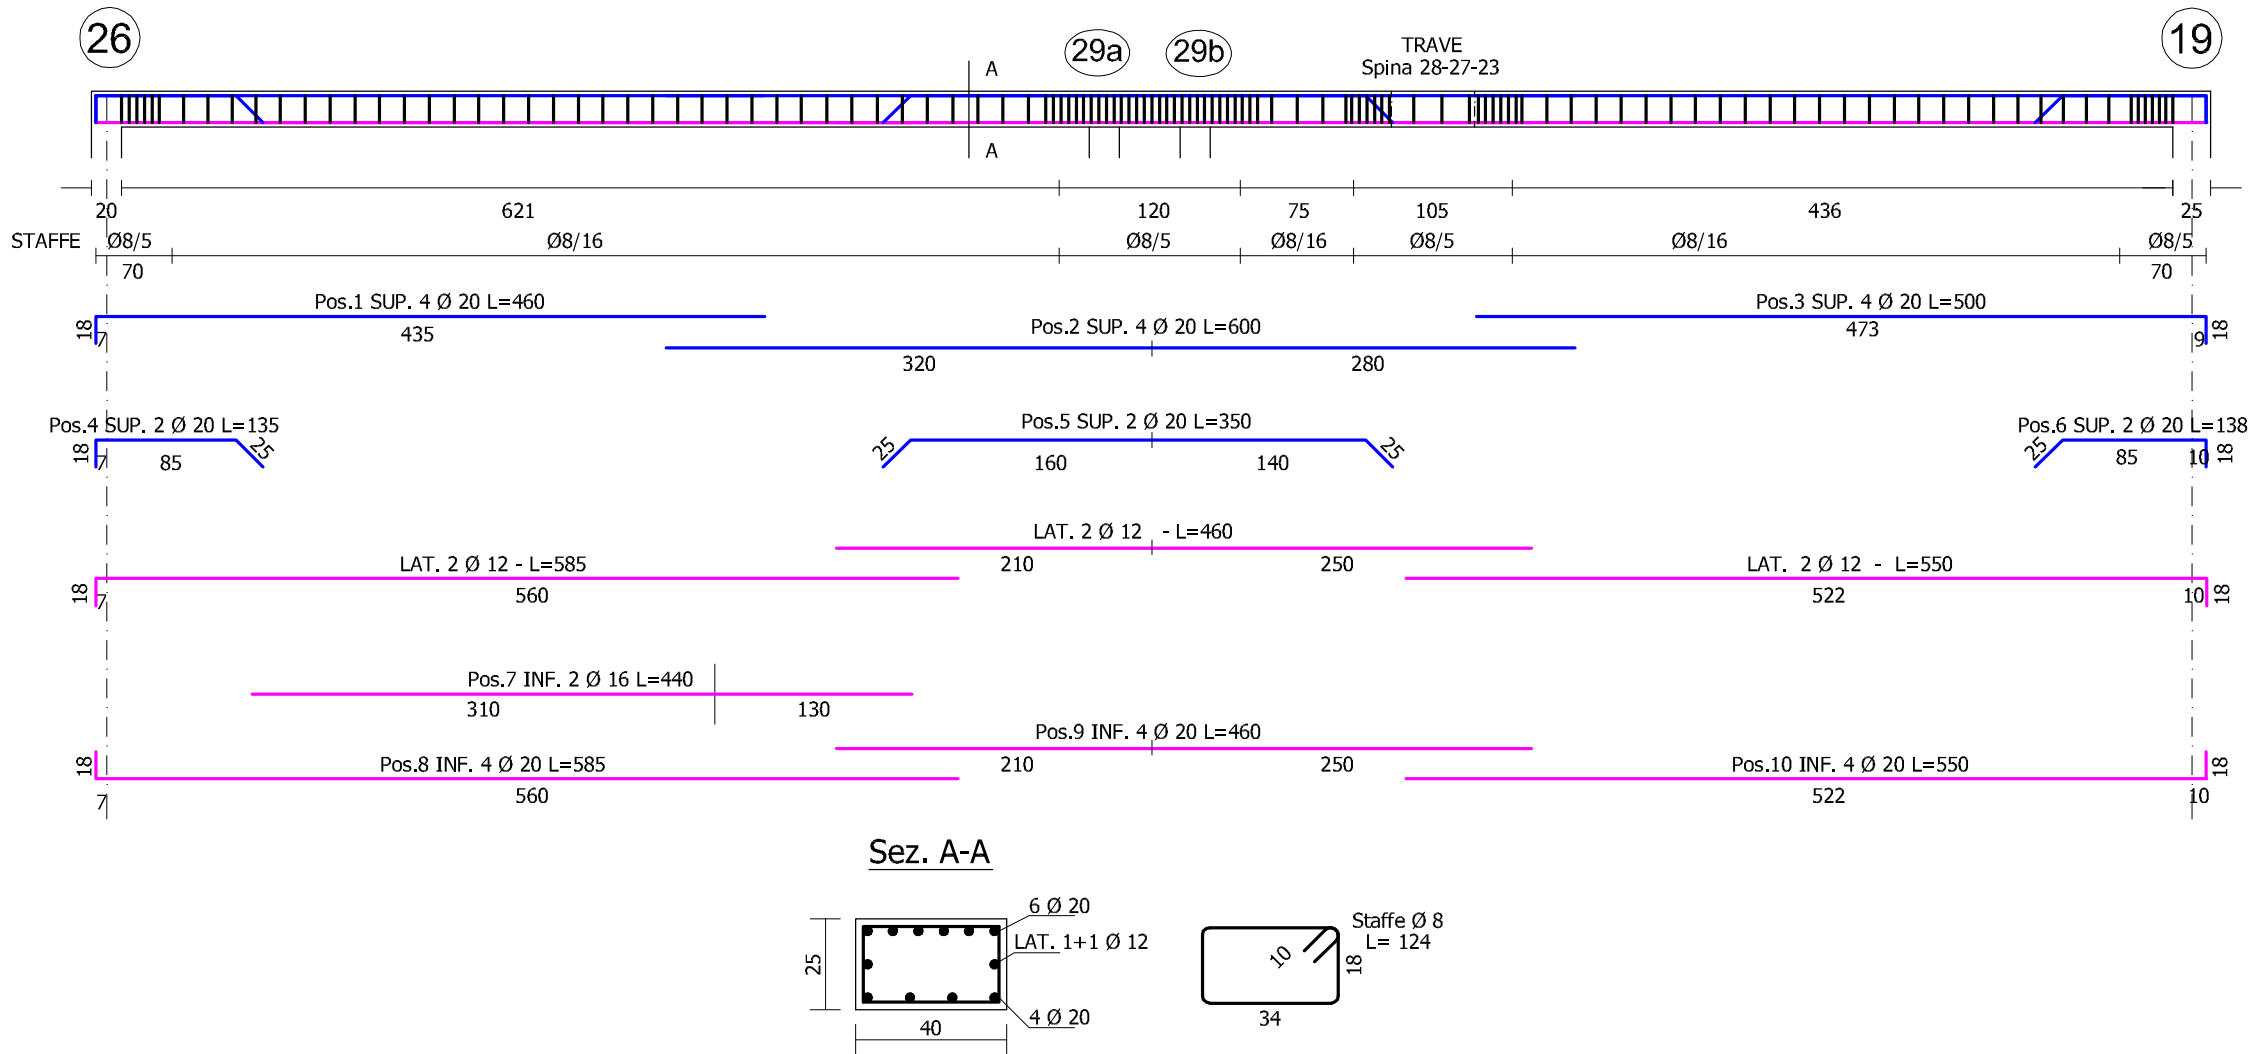 26
29a
29b
TRAVE
Spina 28-27-23
19
A
A
20
621
120
75
105
436
25
STAFFE
Ø8/5
Ø8/16
Ø8/5
Ø8/16
Ø8/5
Ø8/16
Ø8/5
70
70
Pos.1 SUP. 4 Ø 20 L=460
18
7
435
Pos.2 SUP. 4 Ø 20 L=600
320
280
Pos.3 SUP. 4 Ø 20 L=500
473
9
18
Pos.4 SUP. 2 Ø 20 L=135
18
7
85
25
Pos.5 SUP. 2 Ø 20 L=350
25
160
140
25
Pos.6 SUP. 2 Ø 20 L=138
25
85
10
18
LAT. 2 Ø 12 - L=460
210
250
LAT. 2 Ø 12 - L=585
18
7
560
LAT. 2 Ø 12 - L=550
522
10
18
Pos.7 INF. 2 Ø 16 L=440
310
130
Pos.9 INF. 4 Ø 20 L=460
210
250
Pos.8 INF. 4 Ø 20 L=585
18
7
560
Pos.10 INF. 4 Ø 20 L=550
522
10
18
Sez. A-A
6 Ø 20
LAT. 1+1 Ø 12
4 Ø 20
25
40
Staffe Ø 8
L= 124
10
18
34